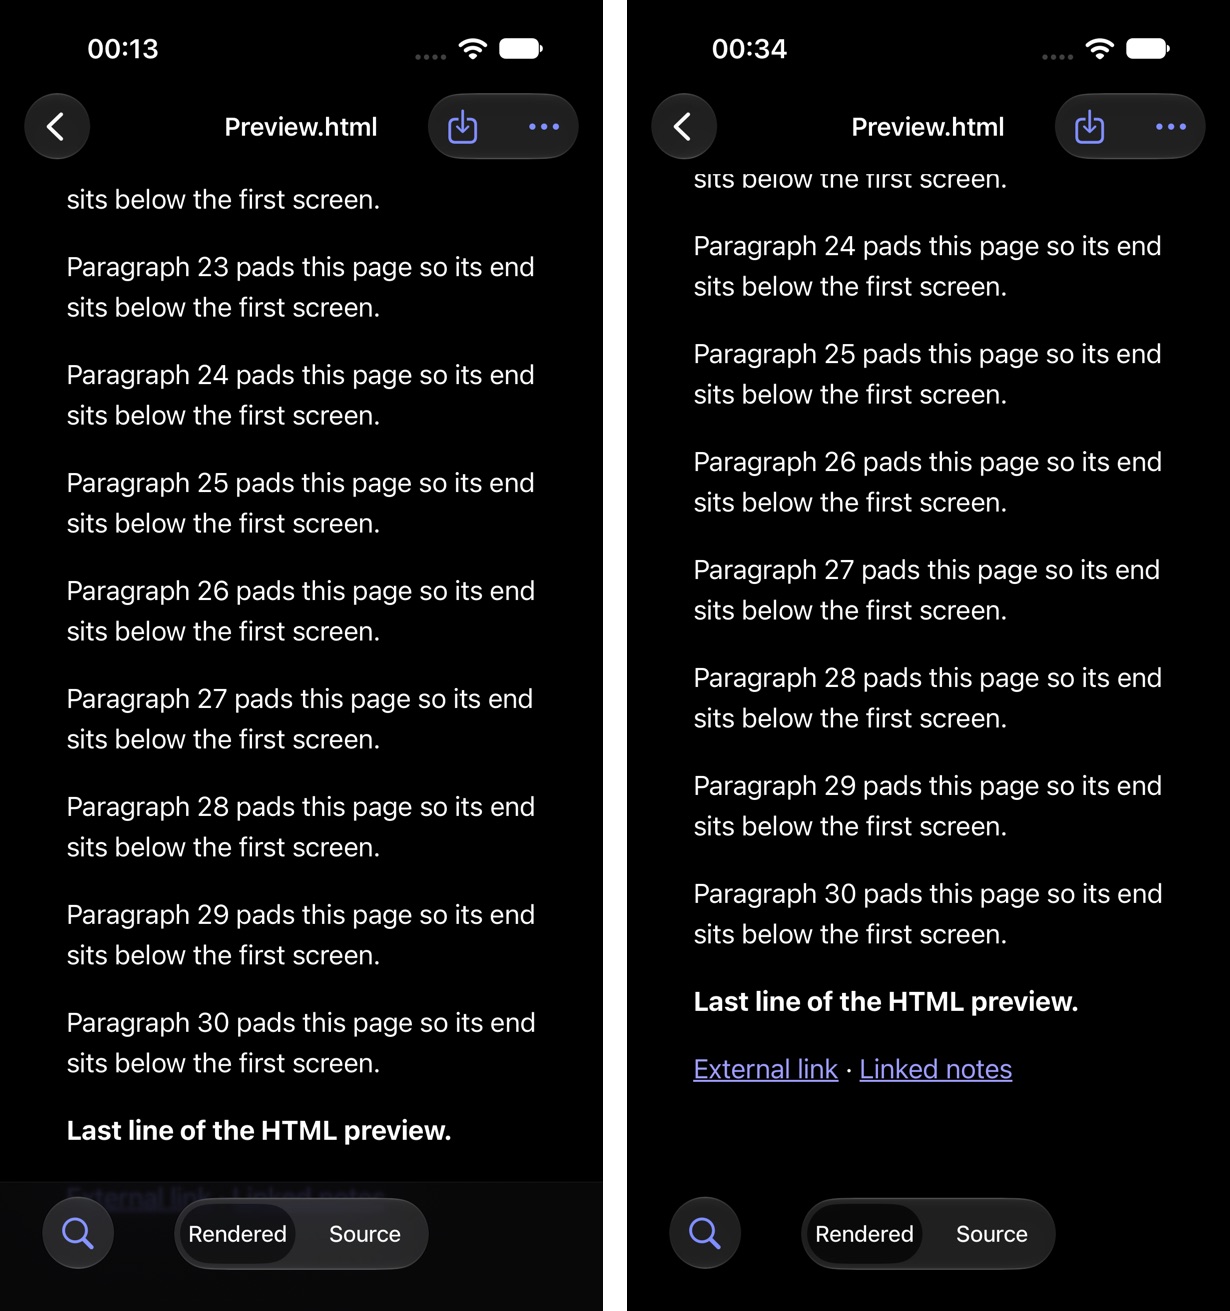 00:13
Preview.html
sits below the first screen.
Paragraph 23 pads this page so its end
sits below the first screen.
Paragraph 24 pads this page so its end
sits below the first screen.
Paragraph 25 pads this page so its end
sits below the first screen.
Paragraph 26 pads this page so its end
sits below the first screen.
Paragraph 27 pads this page so its end
sits below the first screen.
Paragraph 28 pads this page so its end
sits below the first screen.
Paragraph 29 pads this page so its end
sits below the first screen.
Paragraph 30 pads this page so its end
sits below the first screen.
Last line of the HTML preview.
External link · Linked notes
Rendered Source
00:34
Preview.html
sits below the first screen.
Paragraph 24 pads this page so its end
sits below the first screen.
Paragraph 25 pads this page so its end
sits below the first screen.
Paragraph 26 pads this page so its end
sits below the first screen.
Paragraph 27 pads this page so its end
sits below the first screen.
Paragraph 28 pads this page so its end
sits below the first screen.
Paragraph 29 pads this page so its end
sits below the first screen.
Paragraph 30 pads this page so its end
sits below the first screen.
Last line of the HTML preview.
External link · Linked notes
Rendered Source